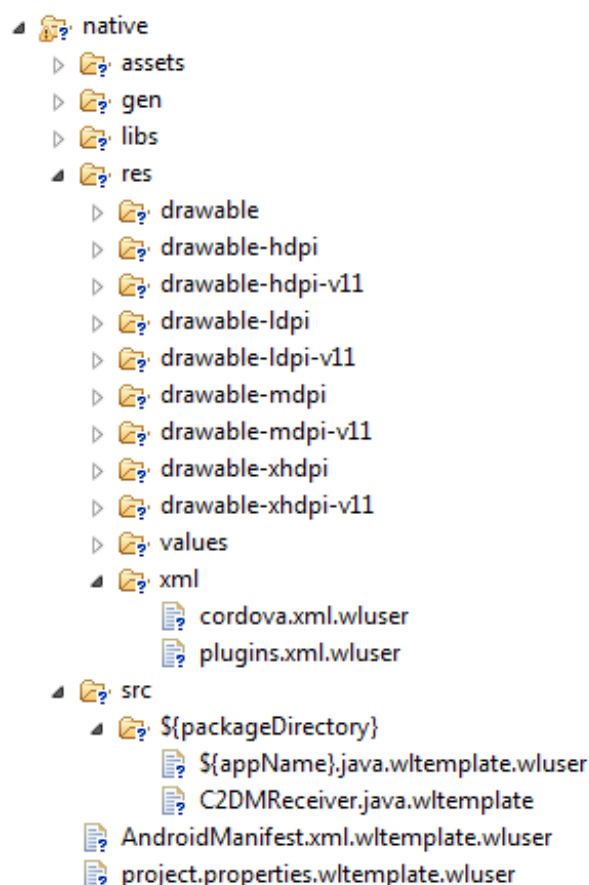 native
assets
gen
libs
res
drawable
drawable-hdpi
drawable-hdpi-v11
drawable-ldpi
drawable-ldpi-v11
drawable-mdpi
drawable-mdpi-v11
drawable-xhdpi
drawable-xhdpi-v11
values
xml
cordova.xml.wluser
plugins.xml.wluser
src
${packageDirectory}
${appName}.java.wltemplate.wluser
C2DMReceiver.java.wltemplate
AndroidManifest.xml.wltemplate.wluser
project.properties.wltemplate.wluser